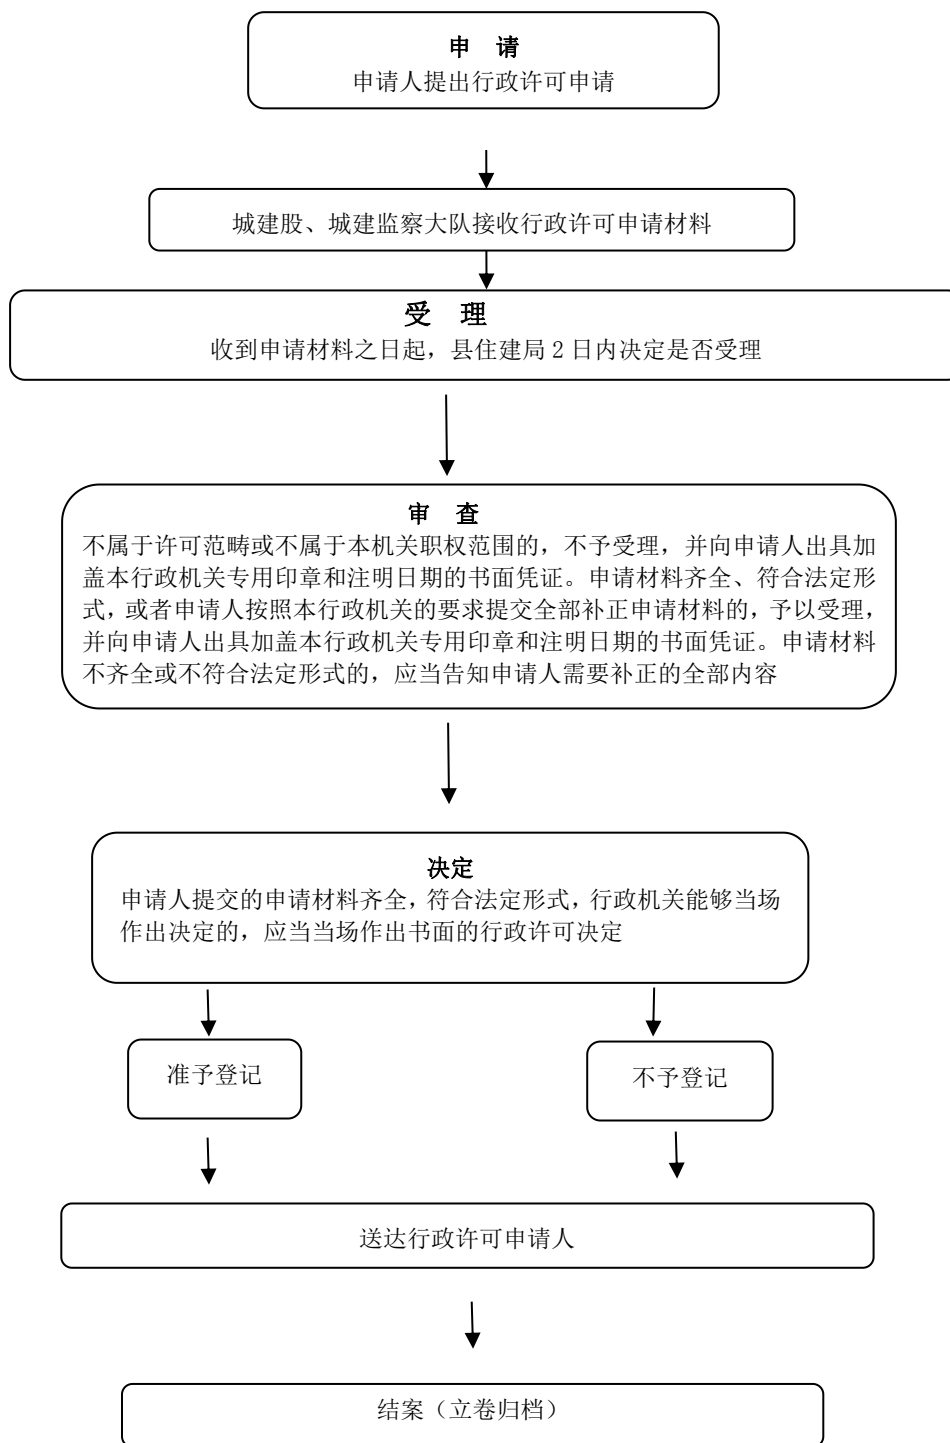 申 请
申请人提出行政许可申请
城建股、城建监察大队接收行政许可申请材料
受 理
收到申请材料之日起，县住建局 2 日内决定是否受理
审 查
不属于许可范畴或不属于本机关职权范围的，不予受理，并向申请人出具加
盖本行政机关专用印章和注明日期的书面凭证。申请材料齐全、符合法定形
式，或者申请人按照本行政机关的要求提交全部补正申请材料的，予以受理，
并向申请人出具加盖本行政机关专用印章和注明日期的书面凭证。申请材料
不齐全或不符合法定形式的，应当告知申请人需要补正的全部内容
决定
申请人提交的申请材料齐全，符合法定形式，行政机关能够当场
作出决定的，应当当场作出书面的行政许可决定
准予登记
不予登记
送达行政许可申请人
结案（立卷归档）